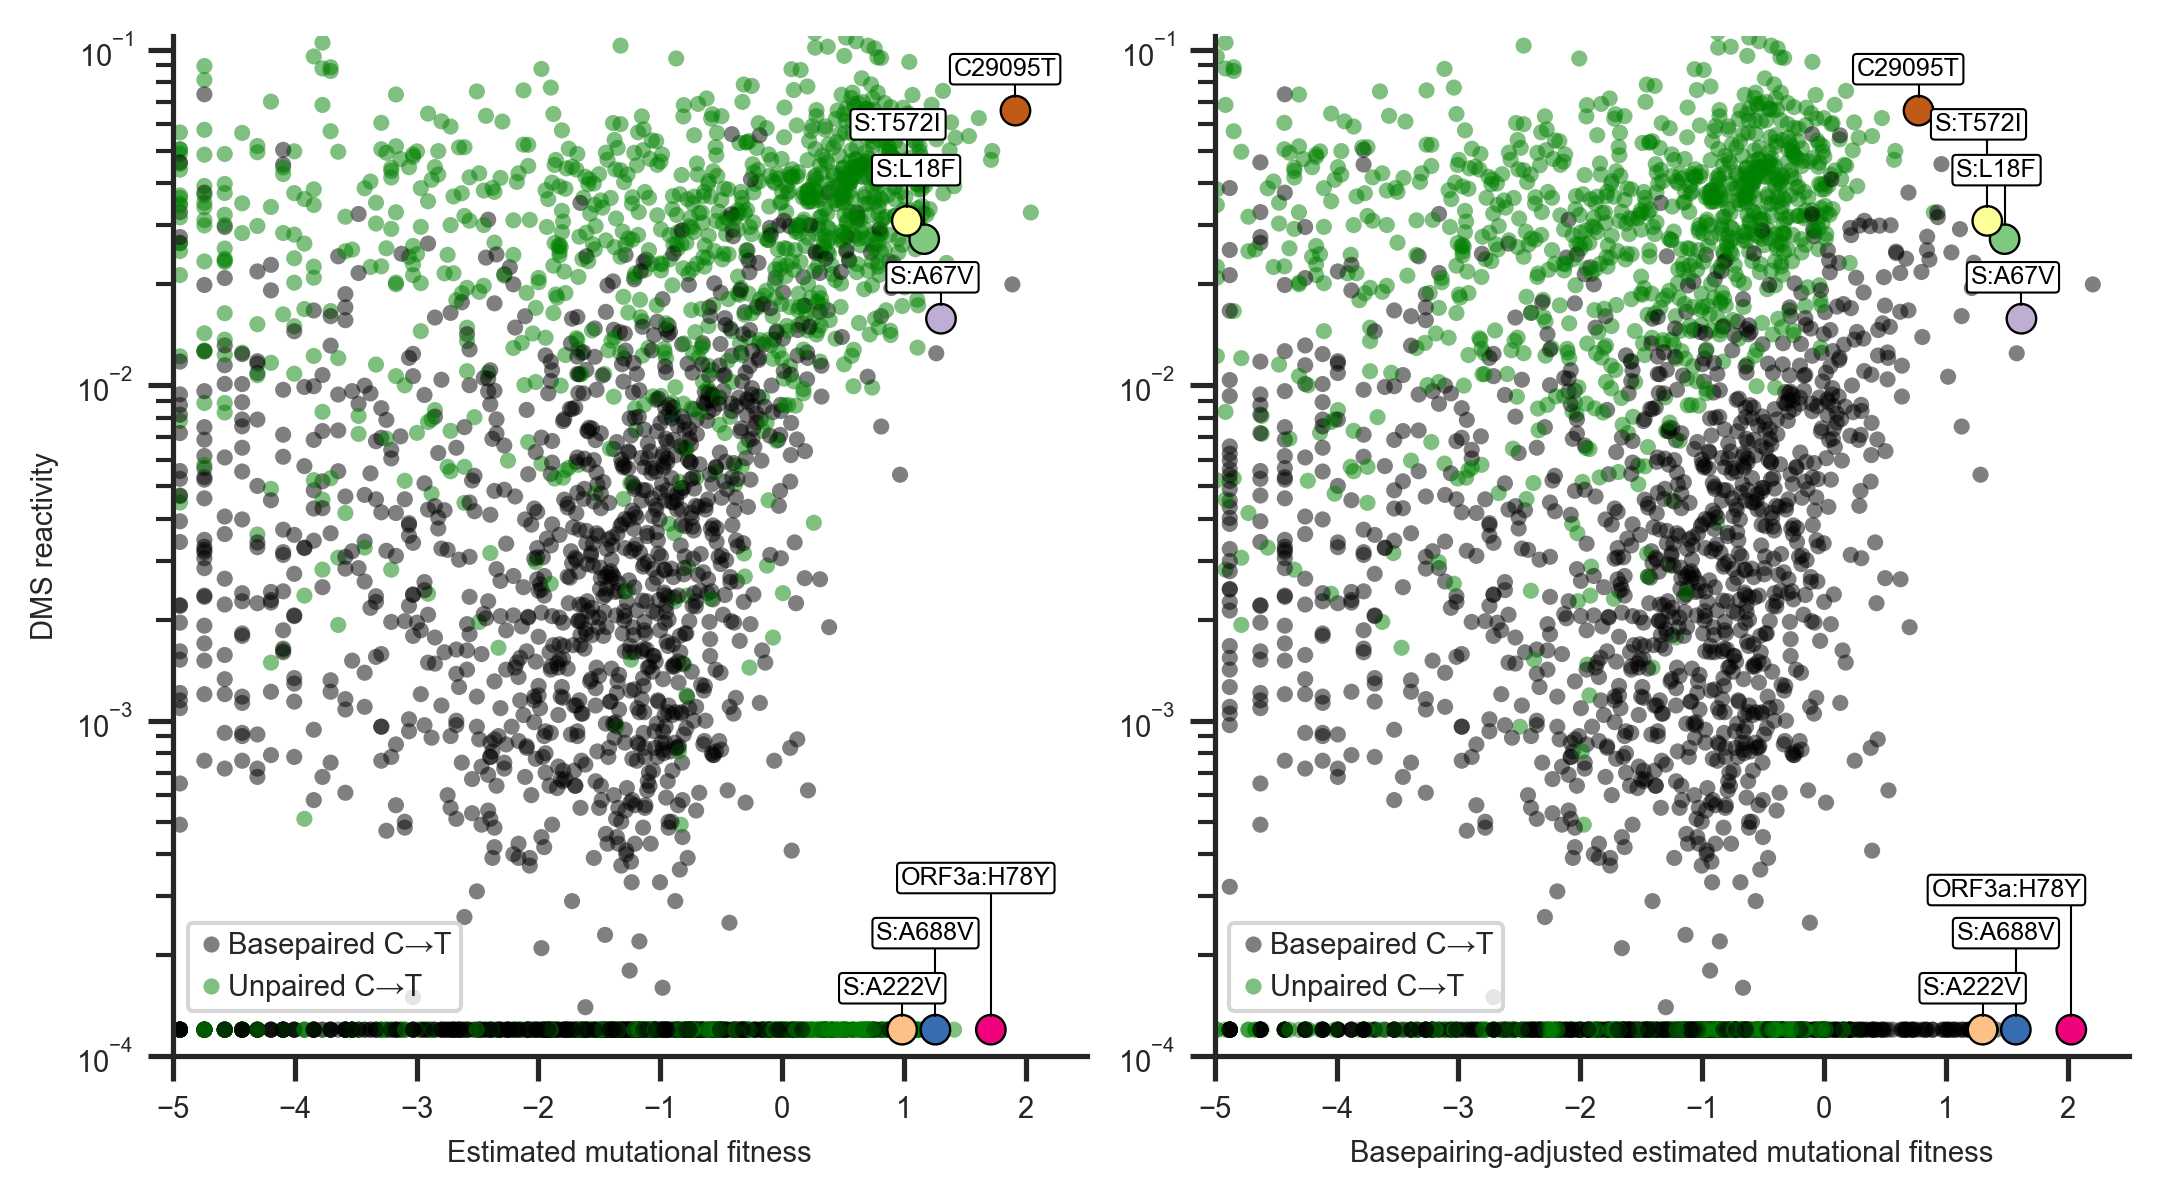 DMS reactivity
10⁻¹
10⁻²
10⁻³
10⁻⁴
C29095T
S:T572I
S:L18F
S:A67V
ORF3a:H78Y
S:A688V
S:A222V
Basepaired C→T
Unpaired C→T
−5 −4 −3 −2 −1 0 1 2
Estimated mutational fitness
10⁻¹
10⁻²
10⁻³
10⁻⁴
C29095T
S:T572I
S:L18F
S:A67V
ORF3a:H78Y
S:A688V
S:A222V
Basepaired C→T
Unpaired C→T
−5 −4 −3 −2 −1 0 1 2
Basepairing-adjusted estimated mutational fitness